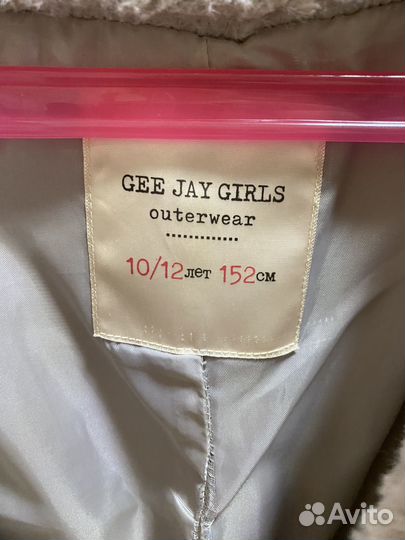 GEE JAY GIRLS
outerwear
10/12лет 152см
Avito